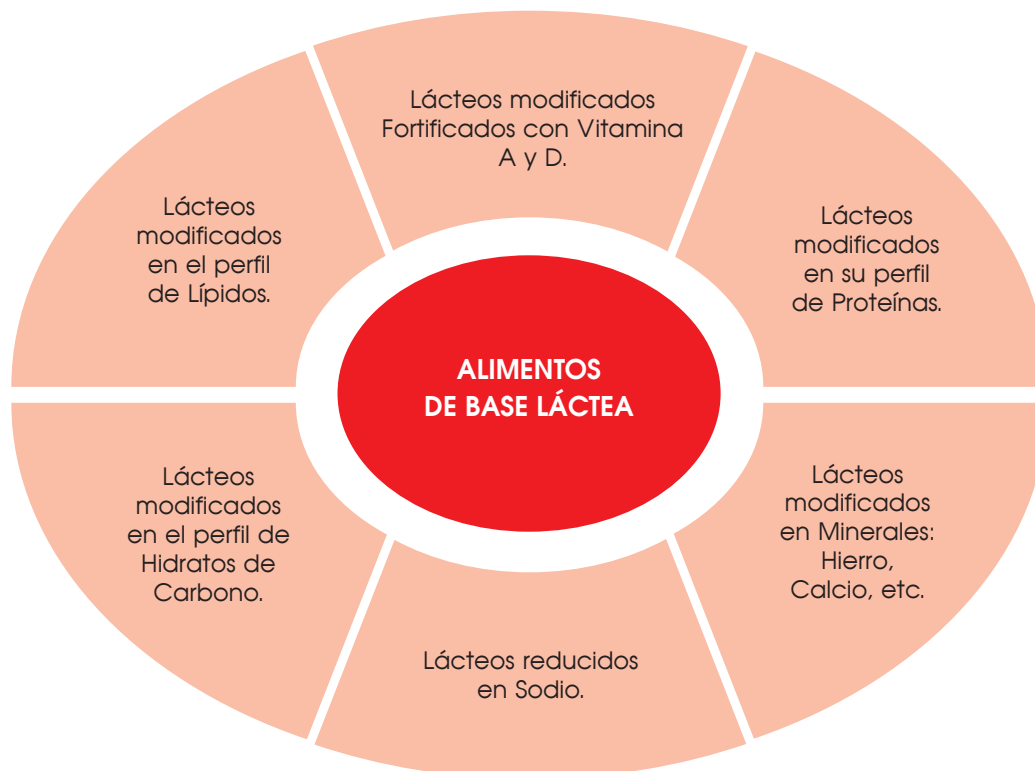 Lácteos modificados
Fortificados con Vitamina
A y D.
Lácteos
modificados
en el perfil
de Lípidos.
Lácteos
modificados
en su perfil
de Proteínas.
ALIMENTOS
DE BASE LÁCTEA
Lácteos
modificados
en el perfil de
Hidratos de
Carbono.
Lácteos
modificados
en Minerales:
Hierro,
Calcio, etc.
Lácteos reducidos
en Sodio.